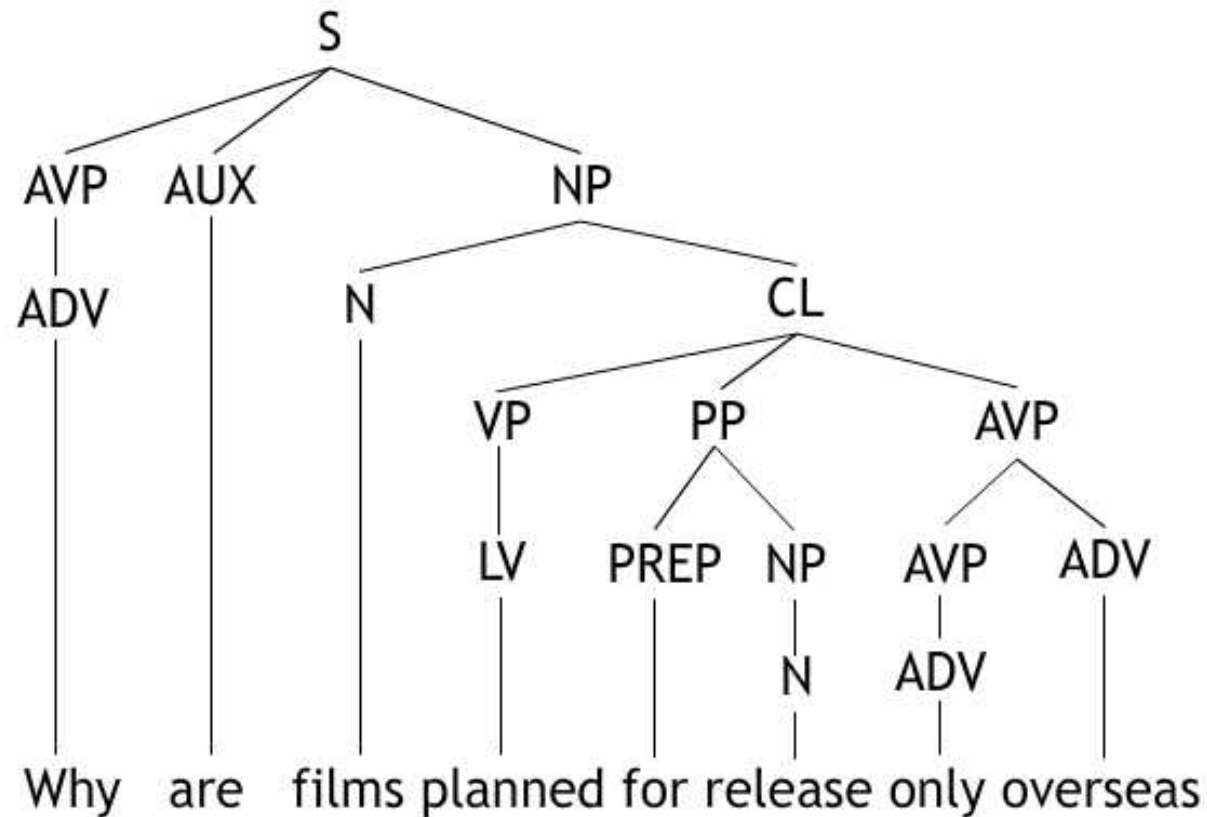 S
AVP AUX NP
ADV N CL
VP PP AVP
LV PREP NP AVP ADV
N ADV
Why are films planned for release only overseas